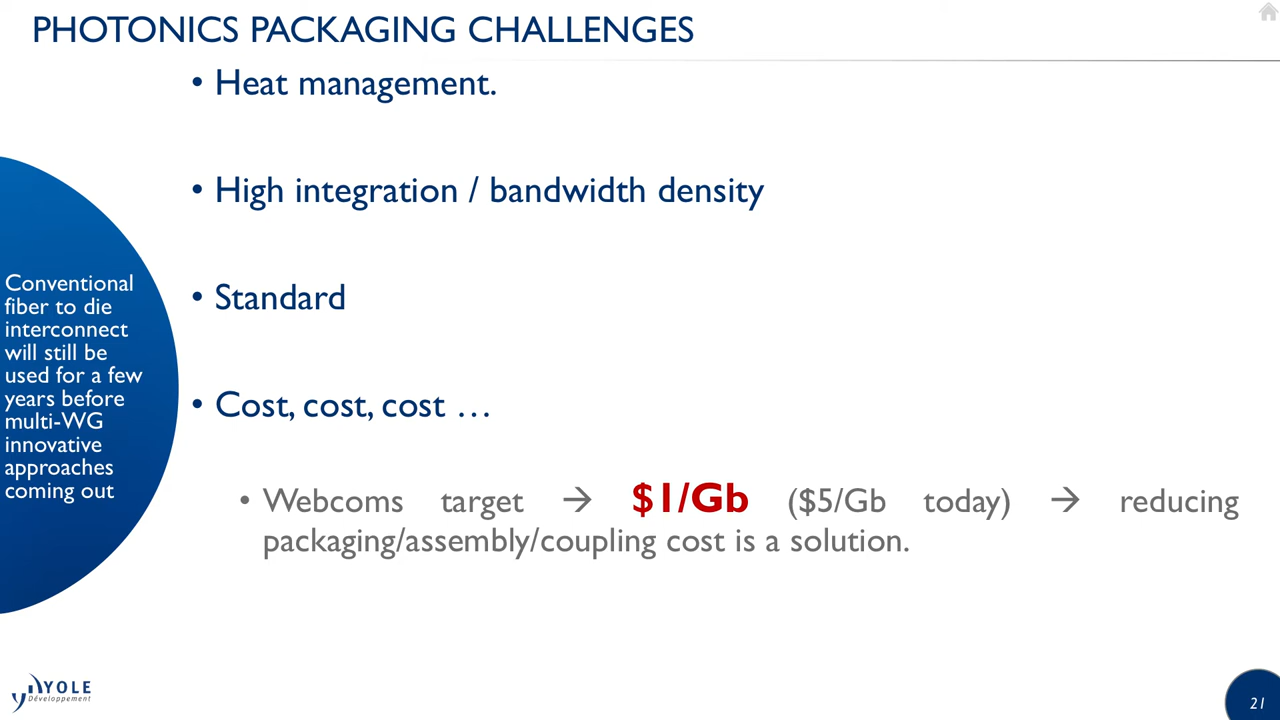 PHOTONICS PACKAGING CHALLENGES
• Heat management.
• High integration / bandwidth density
• Standard
• Cost, cost, cost …
• Webcoms target → $1/Gb ($5/Gb today) → reducing
packaging/assembly/coupling cost is a solution.
Conventional
fiber to die
interconnect
will still be
used for a few
years before
multi-WG
innovative
approaches
coming out
YOLE
Développement
21